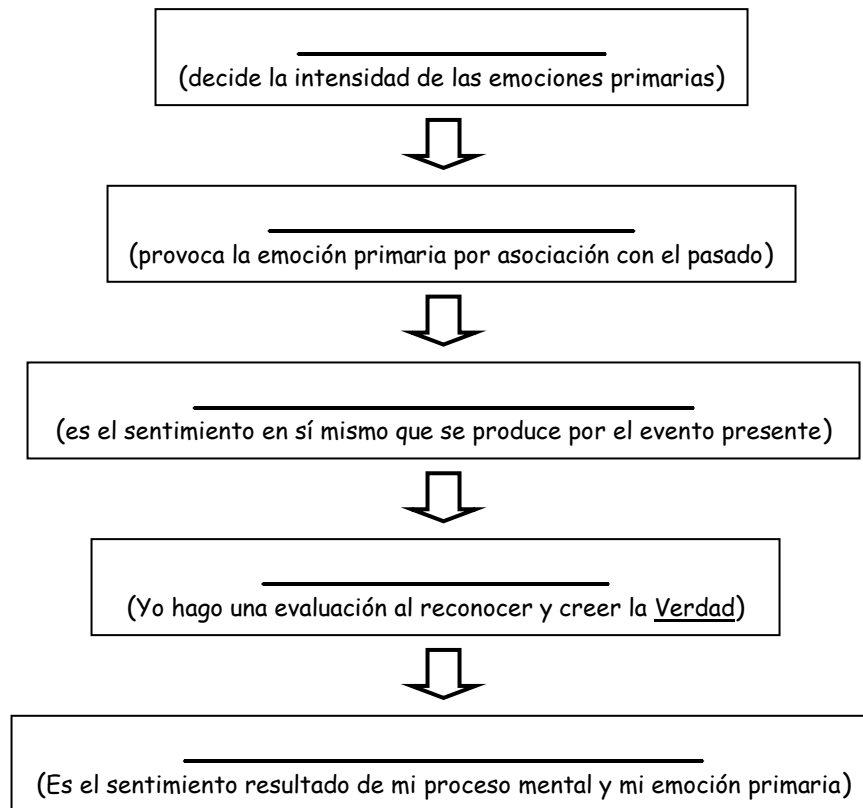 (decide la intensidad de las emociones primarias)
(provoca la emoción primaria por asociación con el pasado)
(es el sentimiento en sí mismo que se produce por el evento presente)
(Yo hago una evaluación al reconocer y creer la Verdad)
(Es el sentimiento resultado de mi proceso mental y mi emoción primaria)